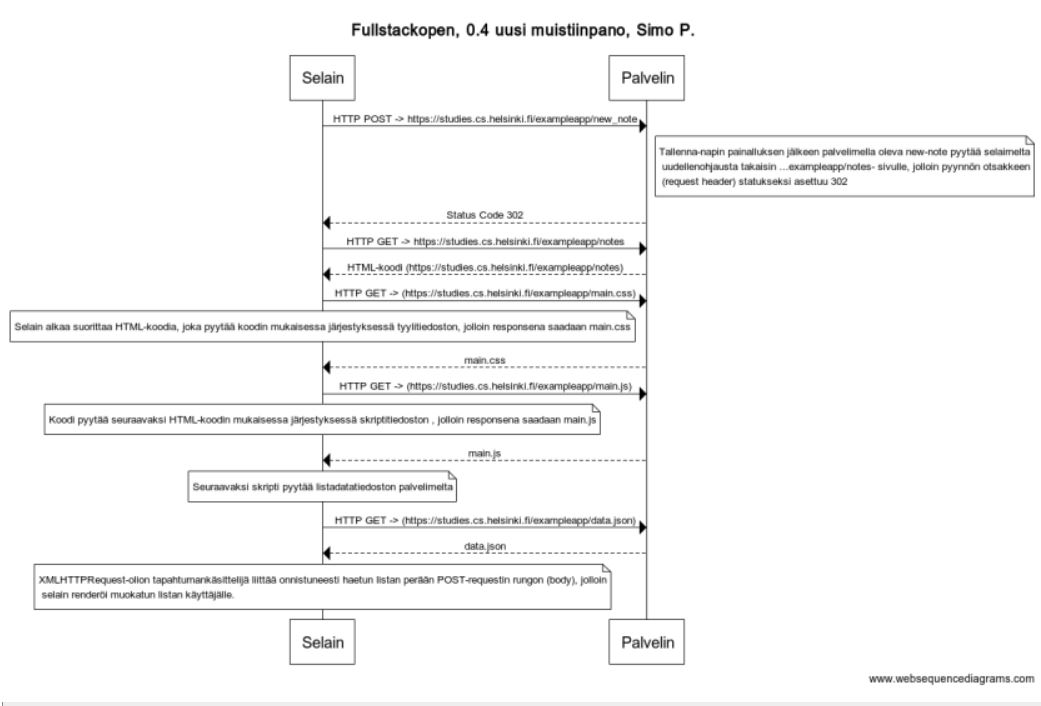 Fullstackopen, 0.4 uusi muistiinpano, Simo P.
Selain
Palvelin
HTTP POST -> https://studies.cs.helsinki.fi/exampleapp/new_note
Tallenna-napin painalluksen jälkeen palvelimella oleva new-note pyytää selaimelta
uudellenohjausta takaisin ...exampleapp/notes- sivulle, jolloin pyynnön otsakkeen
(request header) statukseksi asettuu 302
Status Code 302
HTTP GET -> https://studies.cs.helsinki.fi/exampleapp/notes
HTML-koodi (https://studies.cs.helsinki.fi/exampleapp/notes)
HTTP GET -> (https://studies.cs.helsinki.fi/exampleapp/main.css)
Selain alkaa suorittaa HTML-koodia, joka pyytää koodin mukaisessa järjestyksessä tyylitiedoston, jolloin responsena saadaan main.css
main.css
HTTP GET -> (https://studies.cs.helsinki.fi/exampleapp/main.js)
Koodi pyytää seuraavaksi HTML-koodin mukaisessa järjestyksessä skriptitiedoston , jolloin responsena saadaan main.js
main.js
Seuraavaksi skripti pyytää listadatatiedoston palvelimelta
HTTP GET -> (https://studies.cs.helsinki.fi/exampleapp/data.json)
data.json
XMLHTTPRequest-olion tapahtumankäsittelijä liittää onnistuneesti haetun listan perään POST-requestin rungon (body), jolloin
selain renderöi muokatun listan käyttäjälle.
Selain
Palvelin
www.websequencediagrams.com